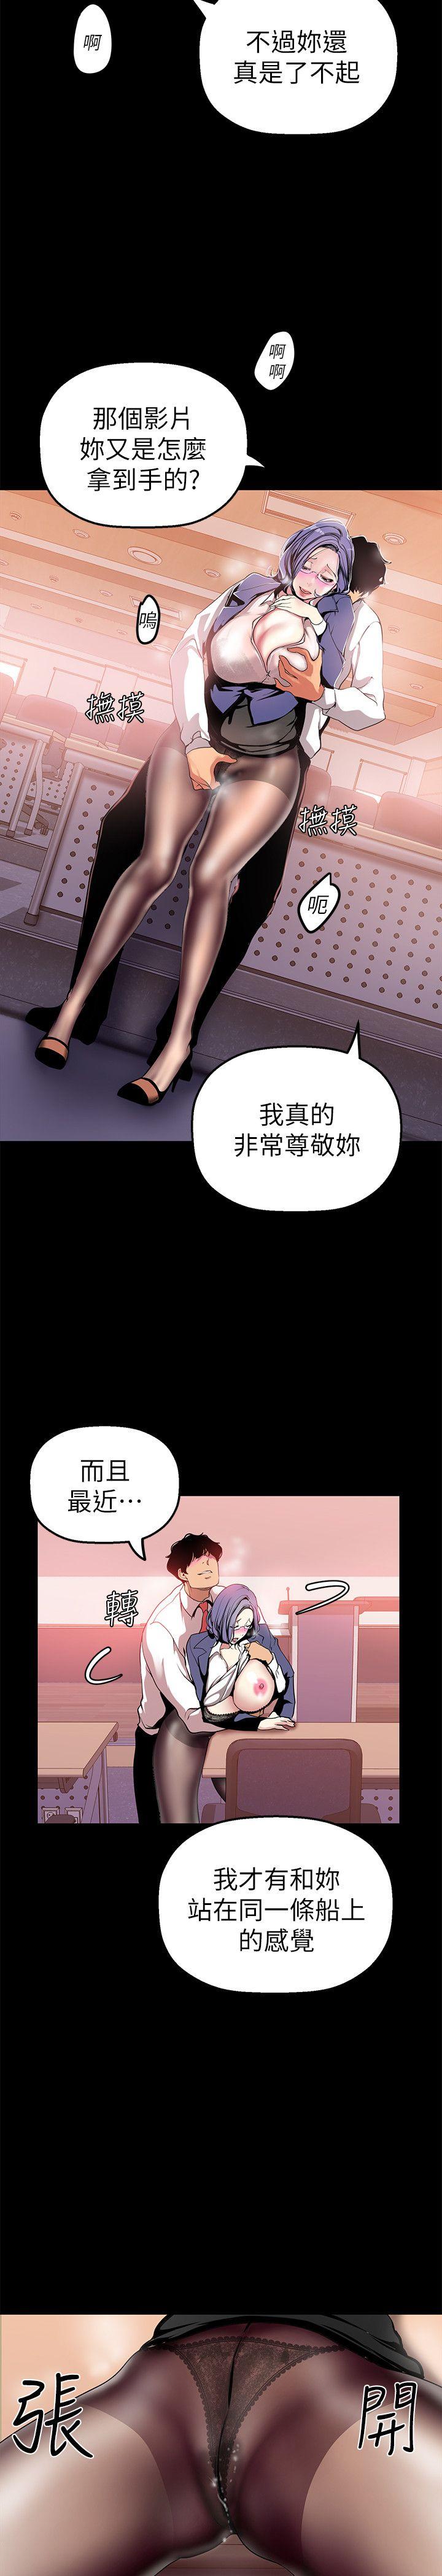 啊
不過妳還
真是了不起
啊
啊
那個影片
妳又是怎麼
拿到手的?
嗚
撫摸
撫摸
呃
我真的
非常尊敬妳
而且
最近⋯
轉
我才有和妳
站在同一條船上
的感覺
張
開